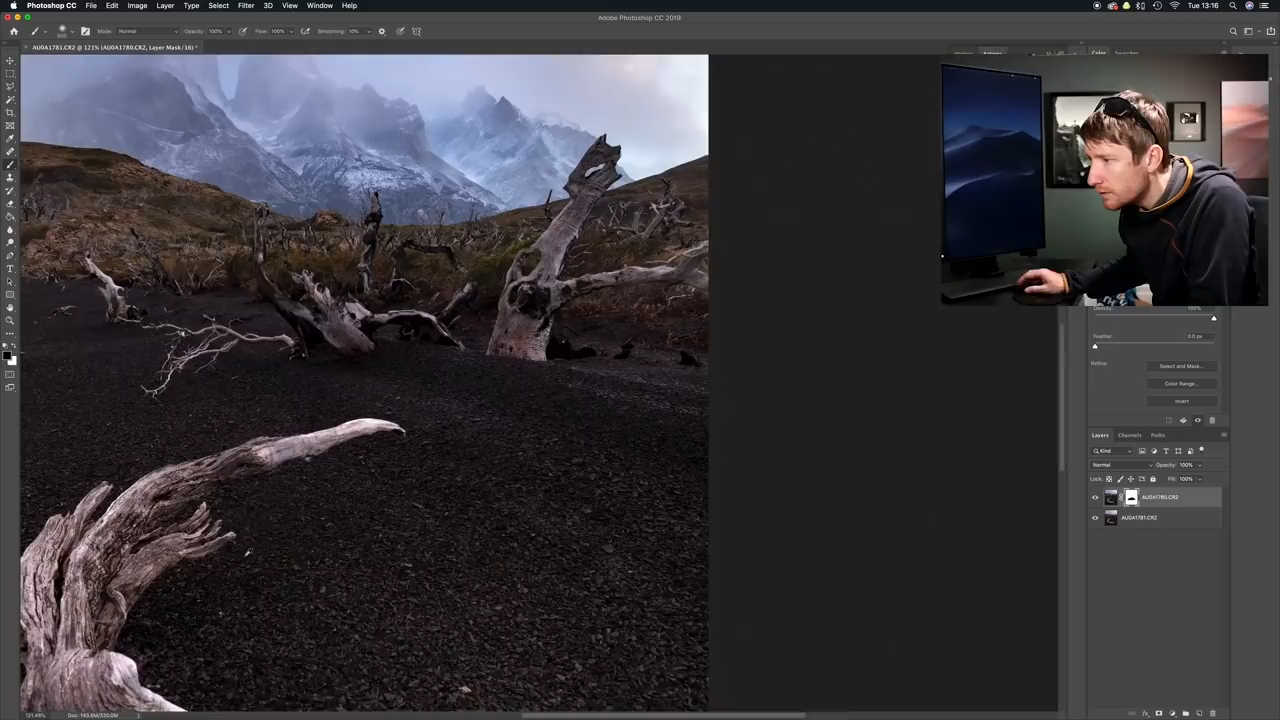 Photoshop CC File Edit Image Layer Type Select Filter 3D View Window Help
Tue 13:16
Adobe Photoshop CC 2019
600 Mode: Normal Opacity: 100% Flow: 100% Smoothing: 10%
AU0A1781.CR2 @ 121% (AU0A1780.CR2, Layer Mask/16) *
Density: 100%
Feather: 0.0 px
Refine:
Select and Mask...
Color Range...
Invert
Layers Channels Paths
Kind
Normal Opacity: 100%
Lock: Fill: 100%
AU0A1780.CR2
AU0A1781.CR2